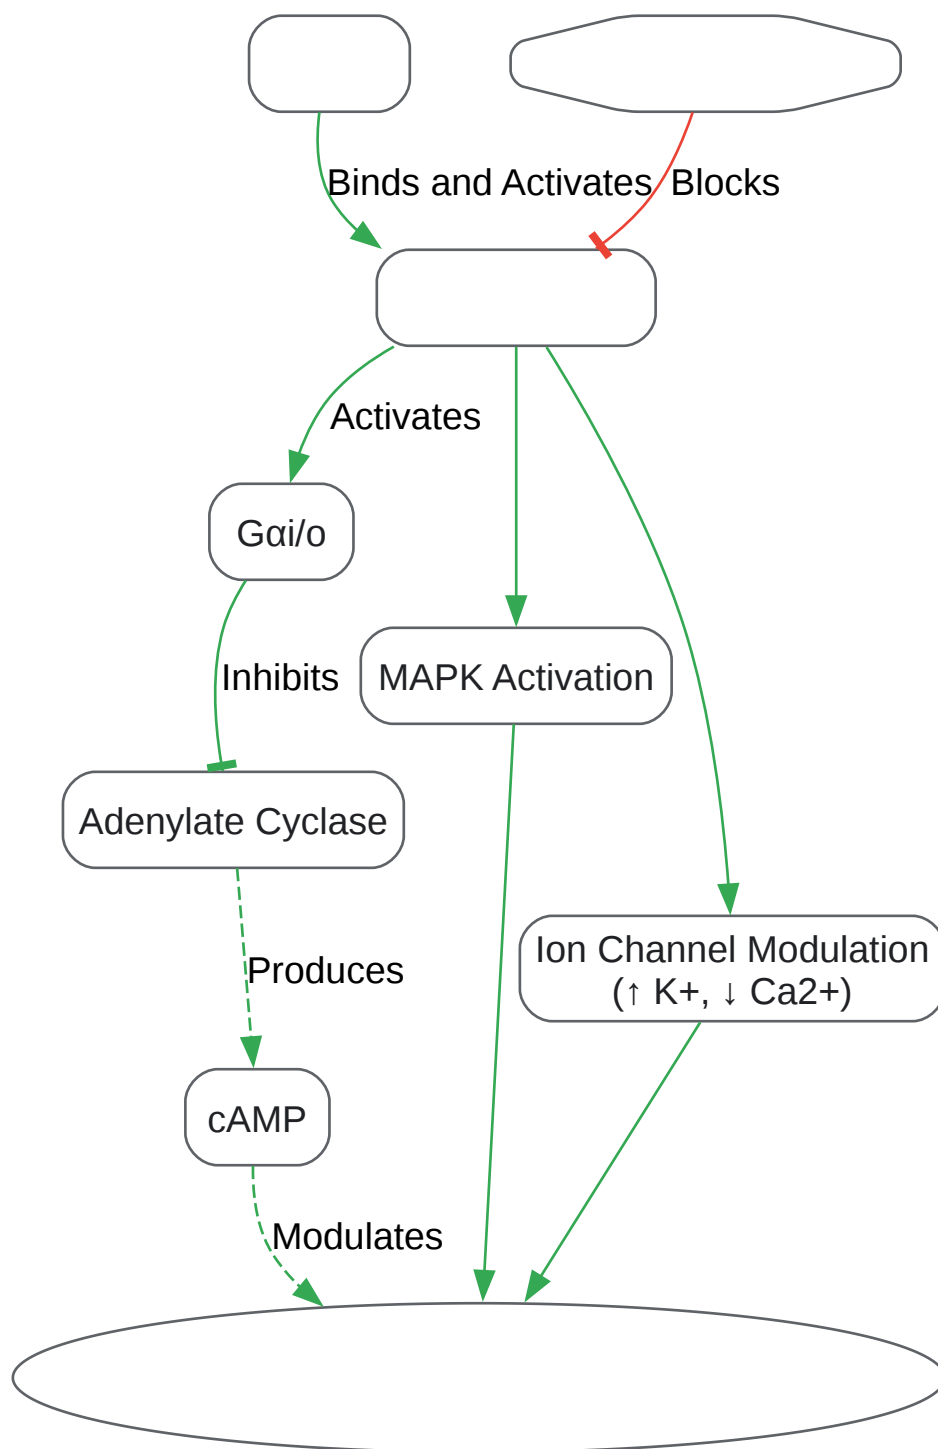 Binds and Activates
Blocks
Activates
Gαi/o
Inhibits
MAPK Activation
Adenylate Cyclase
Ion Channel Modulation
(↑ K+, ↓ Ca2+)
Produces
cAMP
Modulates